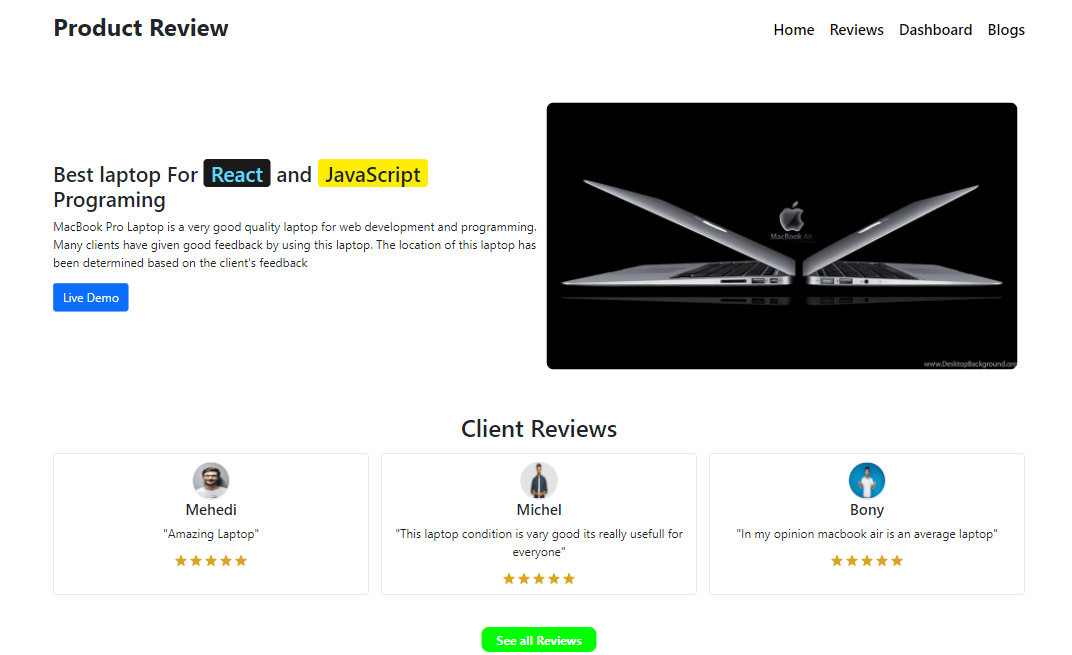 Product Review
Home Reviews Dashboard Blogs
Best laptop For React and JavaScript
Programing
MacBook Pro Laptop is a very good quality laptop for web development and programming.
Many clients have given good feedback by using this laptop. The location of this laptop has
been determined based on the client's feedback
Live Demo
MacBook Air
www.DesktopBackground.org
Client Reviews
Mehedi
"Amazing Laptop"
Michel
"This laptop condition is vary good its really usefull for
everyone"
Bony
"In my opinion macbook air is an average laptop"
See all Reviews